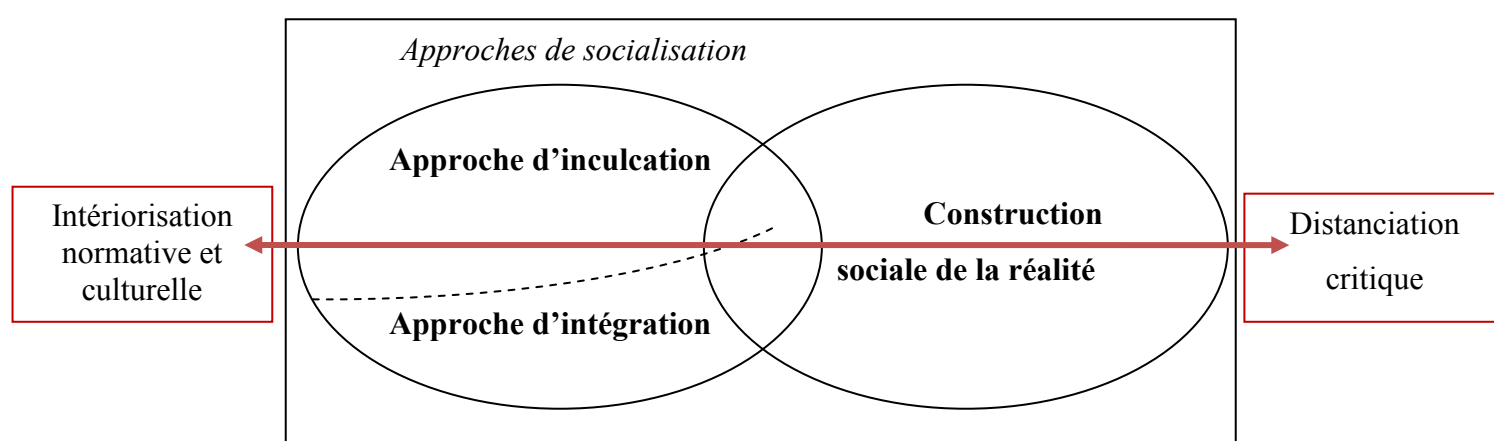 Approches de socialisation
Approche d’inculcation
Intériorisation
normative et
culturelle
Construction
sociale de la réalité
Distanciation
critique
Approche d’intégration